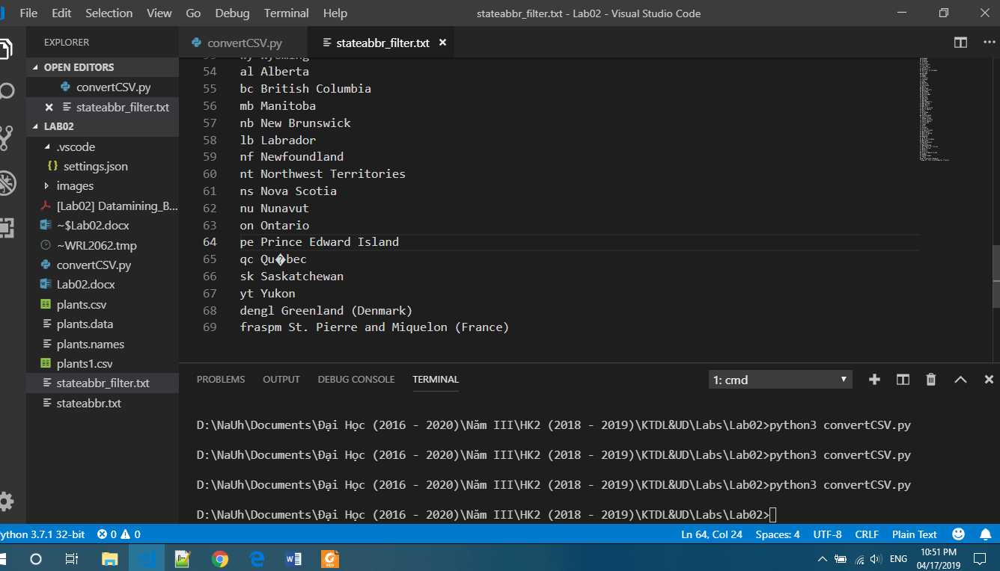 File Edit Selection View Go Debug Terminal Help
stateabbr_filter.txt - Lab02 - Visual Studio Code
EXPLORER
OPEN EDITORS
convertCSV.py
stateabbr_filter.txt
LAB02
.vscode
settings.json
images
[Lab02] Datamining_B...
~$Lab02.docx
~WRL2062.tmp
convertCSV.py
Lab02.docx
plants.csv
plants.data
plants.names
plants1.csv
stateabbr_filter.txt
stateabbr.txt
convertCSV.py stateabbr_filter.txt
53 wy Wyoming
54 al Alberta
55 bc British Columbia
56 mb Manitoba
57 nb New Brunswick
58 lb Labrador
59 nf Newfoundland
60 nt Northwest Territories
61 ns Nova Scotia
62 nu Nunavut
63 on Ontario
64 pe Prince Edward Island
65 qc Qu�bec
66 sk Saskatchewan
67 yt Yukon
68 dengl Greenland (Denmark)
69 fraspm St. Pierre and Miquelon (France)
PROBLEMS OUTPUT DEBUG CONSOLE TERMINAL
1: cmd
D:\NaUh\Documents\Đại Học (2016 - 2020)\Năm III\HK2 (2018 - 2019)\KTDL&UD\Labs\Lab02>python3 convertCSV.py
D:\NaUh\Documents\Đại Học (2016 - 2020)\Năm III\HK2 (2018 - 2019)\KTDL&UD\Labs\Lab02>python3 convertCSV.py
D:\NaUh\Documents\Đại Học (2016 - 2020)\Năm III\HK2 (2018 - 2019)\KTDL&UD\Labs\Lab02>python3 convertCSV.py
D:\NaUh\Documents\Đại Học (2016 - 2020)\Năm III\HK2 (2018 - 2019)\KTDL&UD\Labs\Lab02>
ython 3.7.1 32-bit 0 0
Ln 64, Col 24 Spaces: 4 UTF-8 CRLF Plain Text
ENG
10:51 PM
04/17/2019